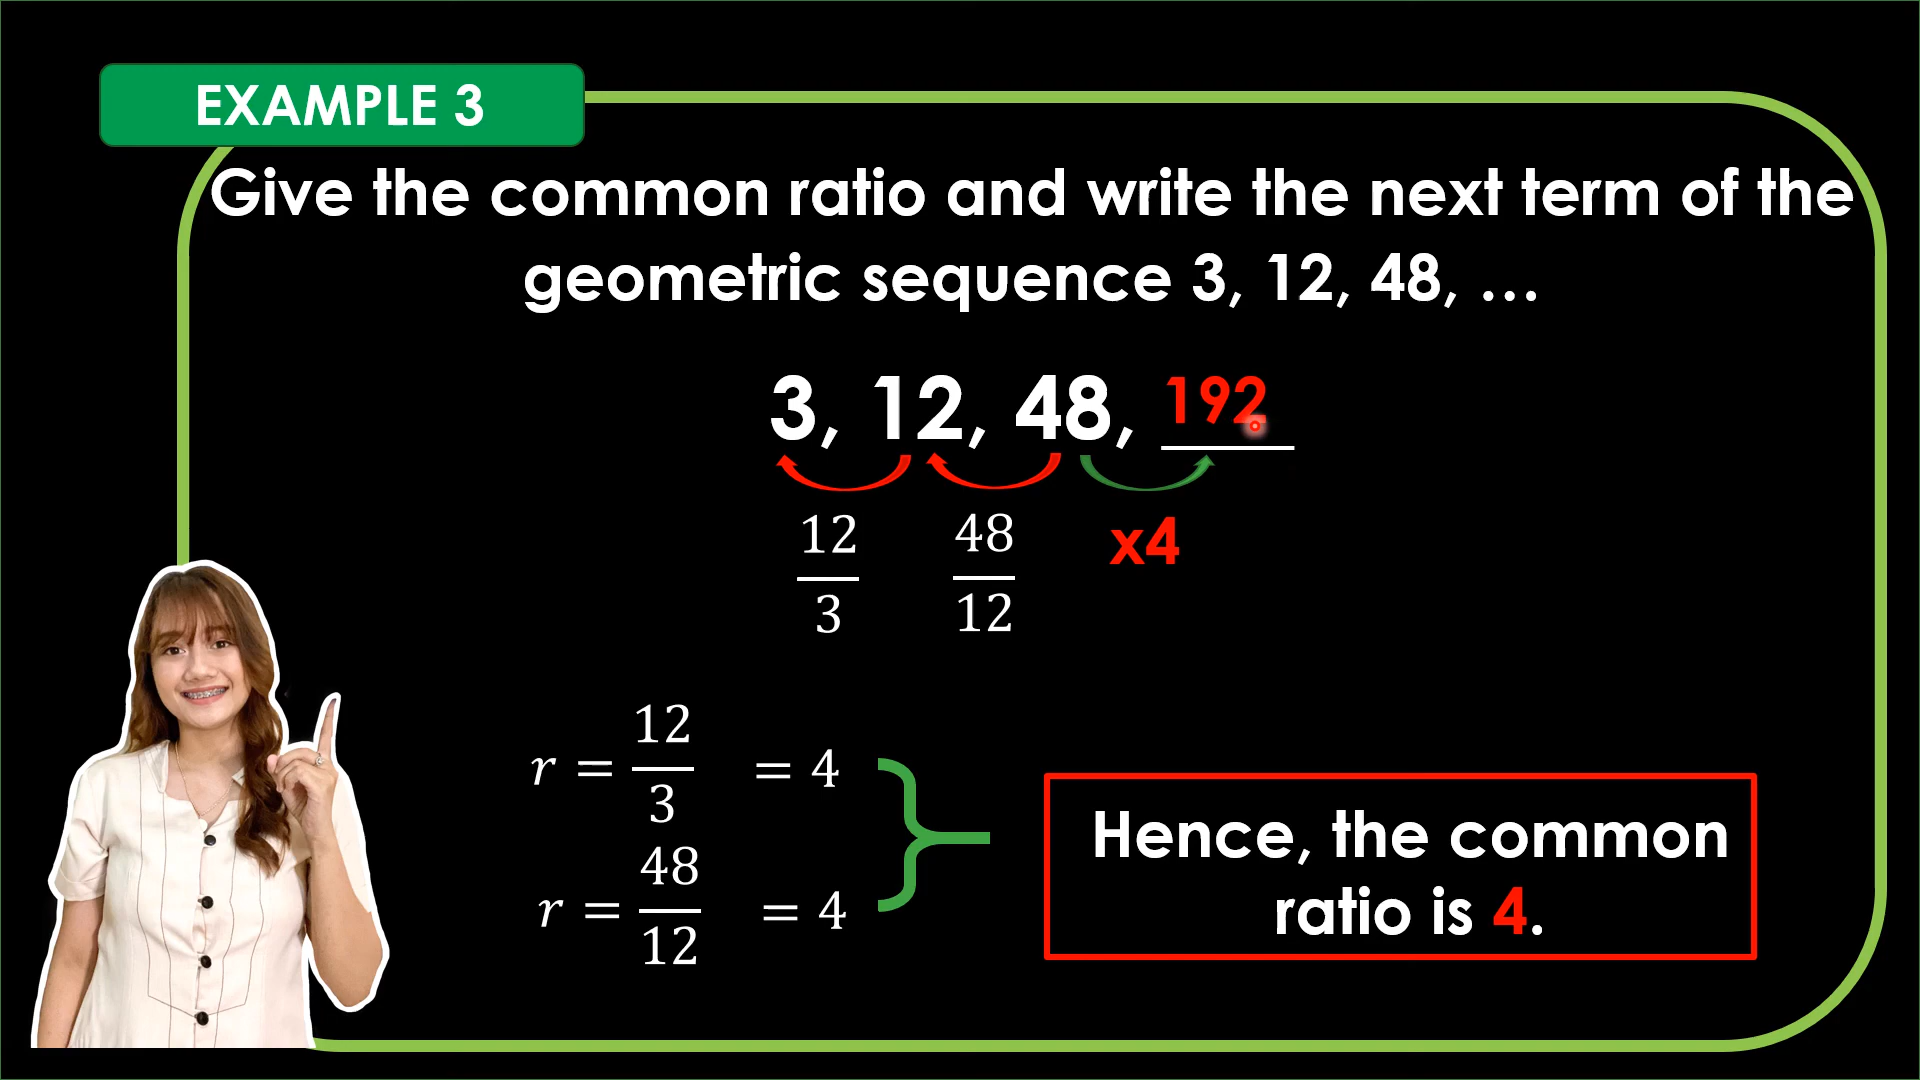 EXAMPLE 3
Give the common ratio and write the next term of the
geometric sequence 3, 12, 48, …
3, 12, 48, 192
12/3 48/12 x4
r = 12/3 = 4
r = 48/12 = 4
Hence, the common
ratio is 4.